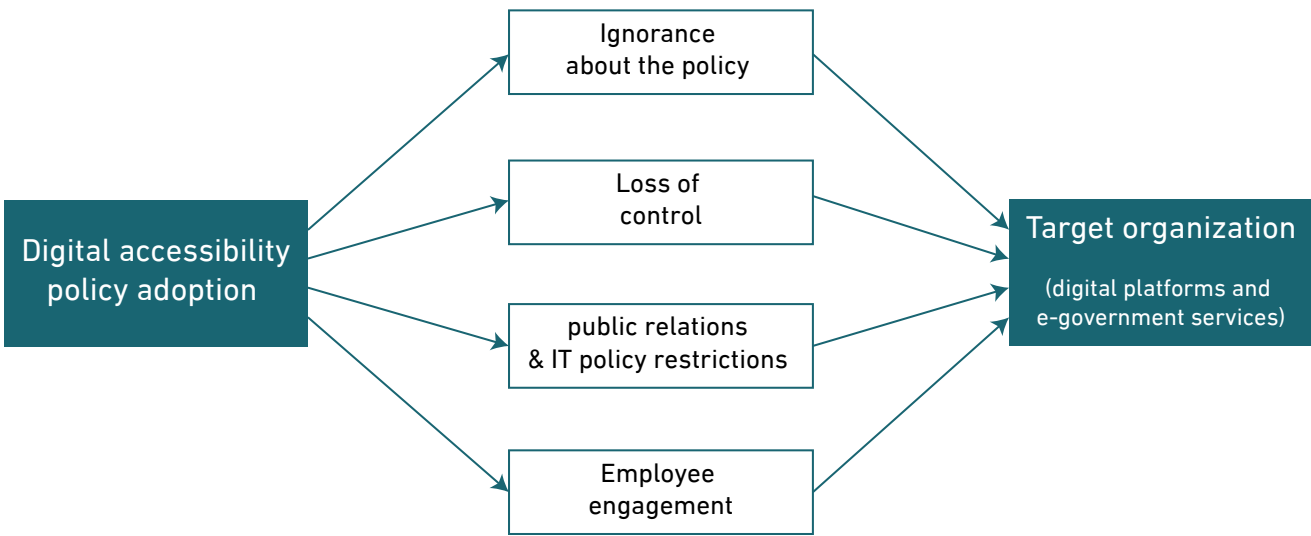 Digital accessibility
policy adoption
Ignorance
about the policy
Loss of
control
public relations
& IT policy restrictions
Employee
engagement
Target organization
(digital platforms and
e-government services)